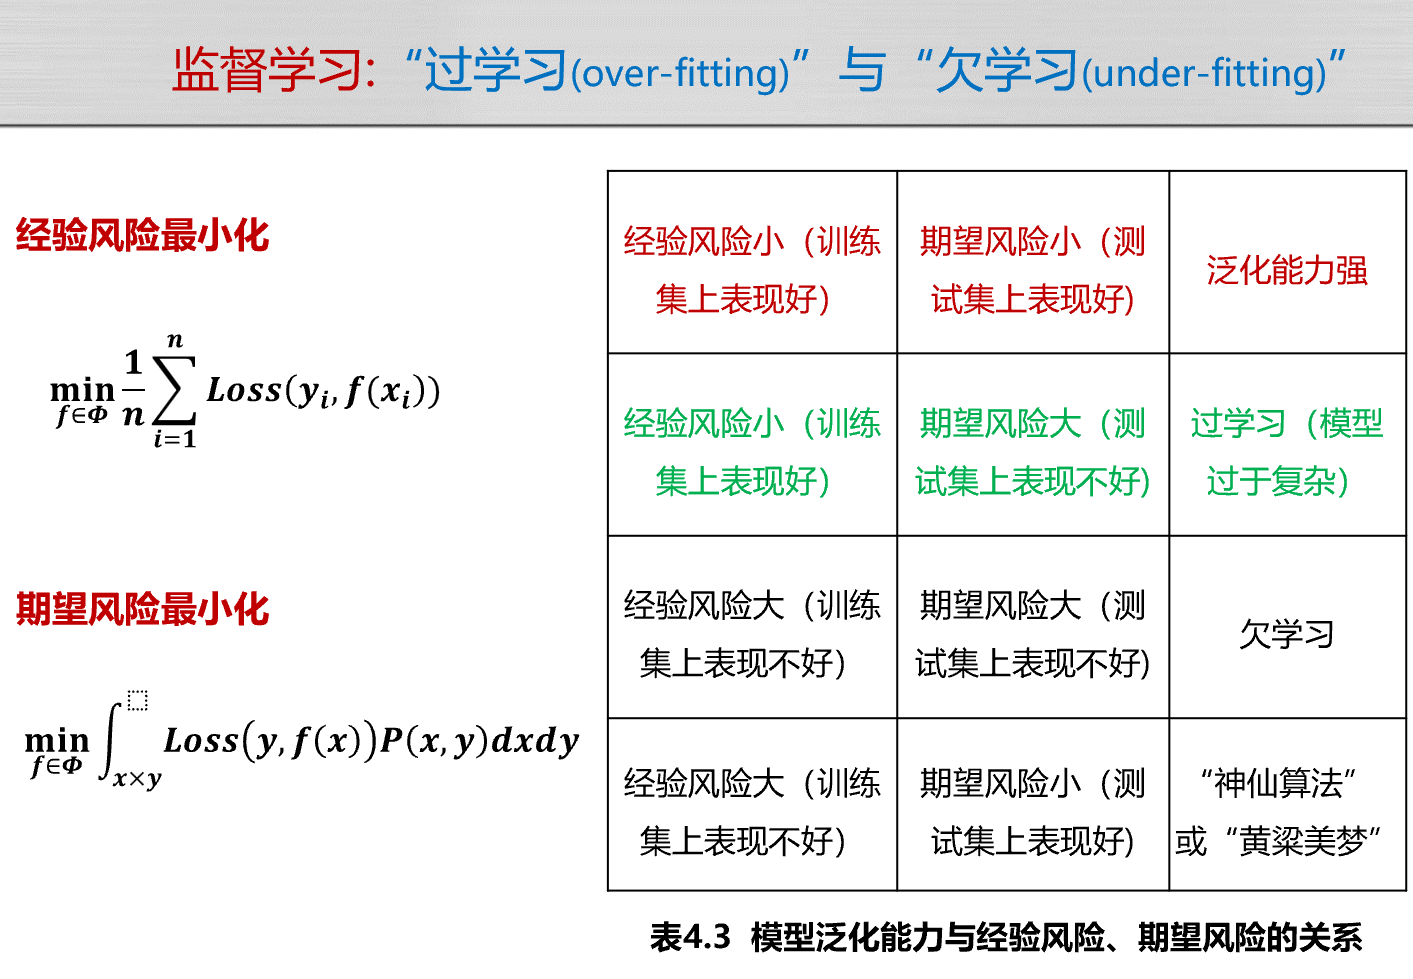 监督学习:“过学习(over-fitting)”与“欠学习(under-fitting)”
经验风险最小化
min_{f∈Φ} \frac{1}{n} \sum_{i=1}^{n} Loss(y_i, f(x_i))
期望风险最小化
min_{f∈Φ} \int_{x×y} Loss(y, f(x))P(x, y)dxdy
经验风险小（训练
集上表现好）
期望风险小（测
试集上表现好)
泛化能力强
经验风险小（训练
集上表现好）
期望风险大（测
试集上表现不好)
过学习（模型
过于复杂）
经验风险大（训练
集上表现不好）
期望风险大（测
试集上表现不好)
欠学习
经验风险大（训练
集上表现不好）
期望风险小（测
试集上表现好)
“神仙算法”
或“黄粱美梦”
表4.3 模型泛化能力与经验风险、期望风险的关系